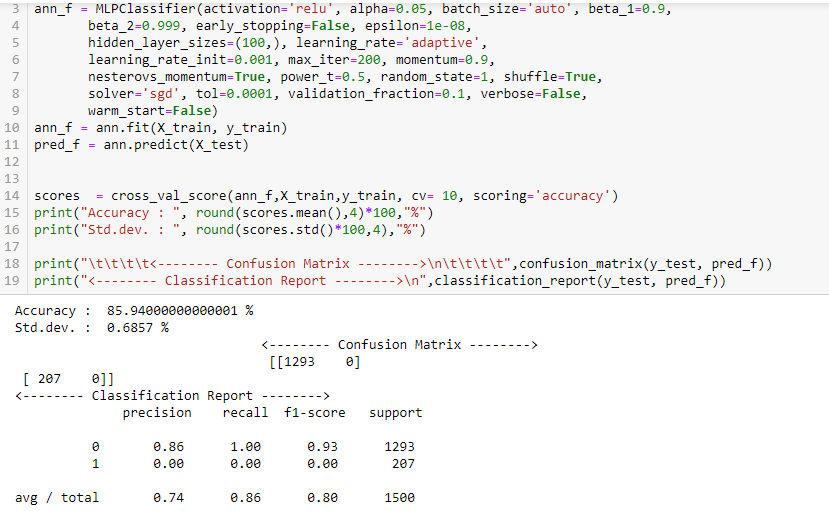 3 ann_f = MLPClassifier(activation='relu', alpha=0.05, batch_size='auto', beta_1=0.9,
4 beta_2=0.999, early_stopping=False, epsilon=1e-08,
5 hidden_layer_sizes=(100,), learning_rate='adaptive',
6 learning_rate_init=0.001, max_iter=200, momentum=0.9,
7 nesterovs_momentum=True, power_t=0.5, random_state=1, shuffle=True,
8 solver='sgd', tol=0.0001, validation_fraction=0.1, verbose=False,
9 warm_start=False)
10 ann_f = ann.fit(X_train, y_train)
11 pred_f = ann.predict(X_test)
12
13
14 scores  = cross_val_score(ann_f,X_train,y_train, cv= 10, scoring='accuracy')
15 print("Accuracy : ", round(scores.mean(),4)*100,"%")
16 print("Std.dev. : ", round(scores.std()*100,4),"%")
17
18 print("\t\t\t\t<-------- Confusion Matrix -------->\n\t\t\t\t",confusion_matrix(y_test, pred_f))
19 print("<-------- Classification Report -------->\n",classification_report(y_test, pred_f))
Accuracy :  85.94000000000001 %
Std.dev. :  0.6857 %
<-------- Confusion Matrix -------->
[[1293    0]
[ 207    0]]
<-------- Classification Report -------->
precision    recall  f1-score   support
0       0.86      1.00      0.93      1293
1       0.00      0.00      0.00       207
avg / total       0.74      0.86      0.80      1500